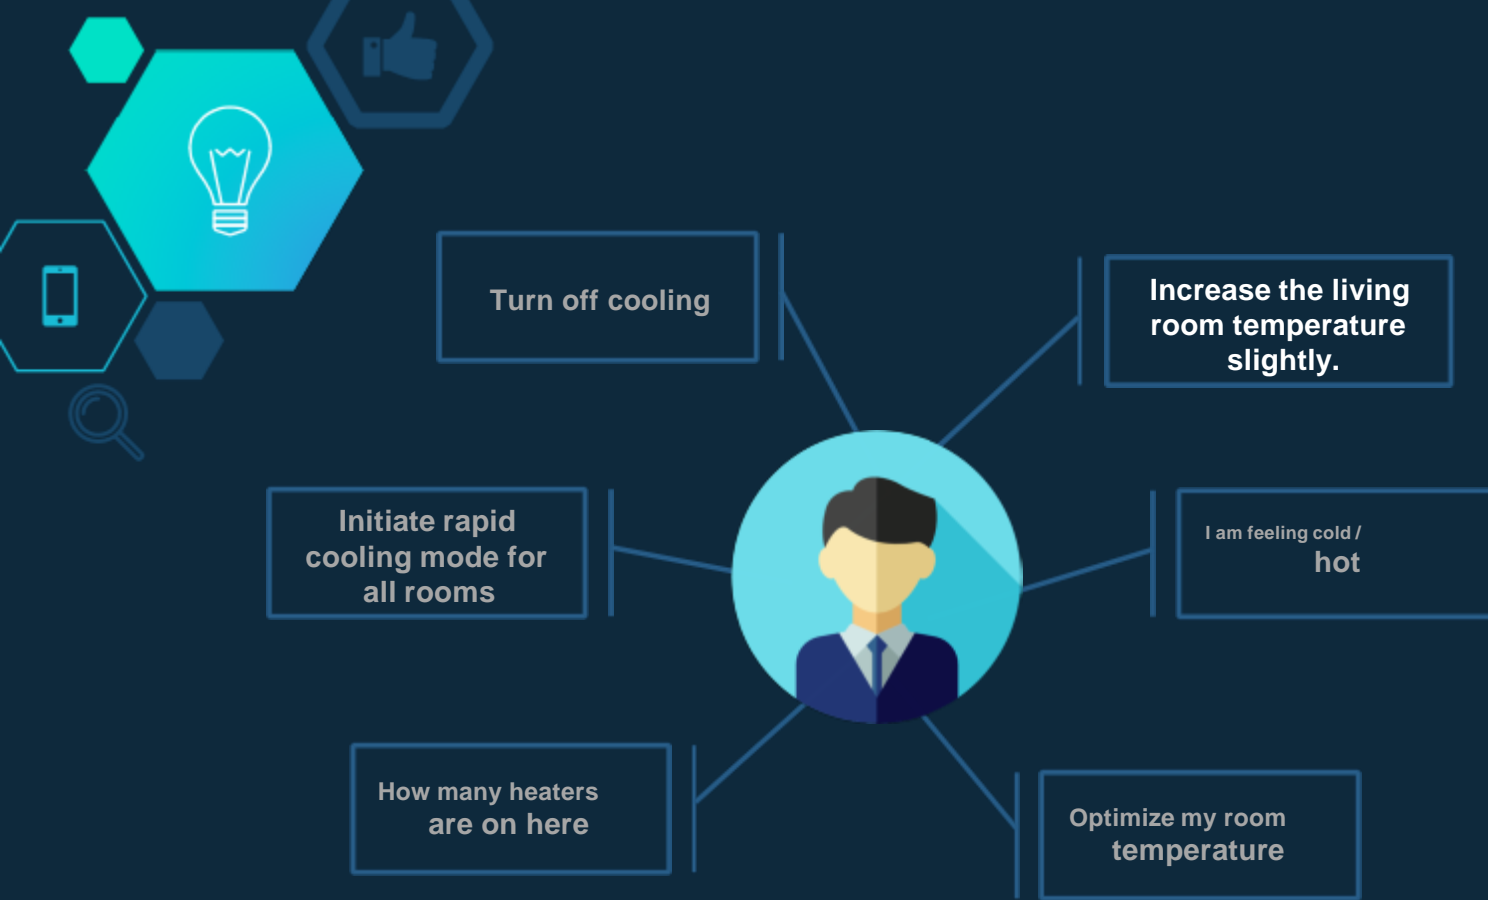 Turn off cooling
Increase the living
room temperature
slightly.
Initiate rapid
cooling mode for
all rooms
I am feeling cold /
hot
How many heaters
are on here
Optimize my room
temperature